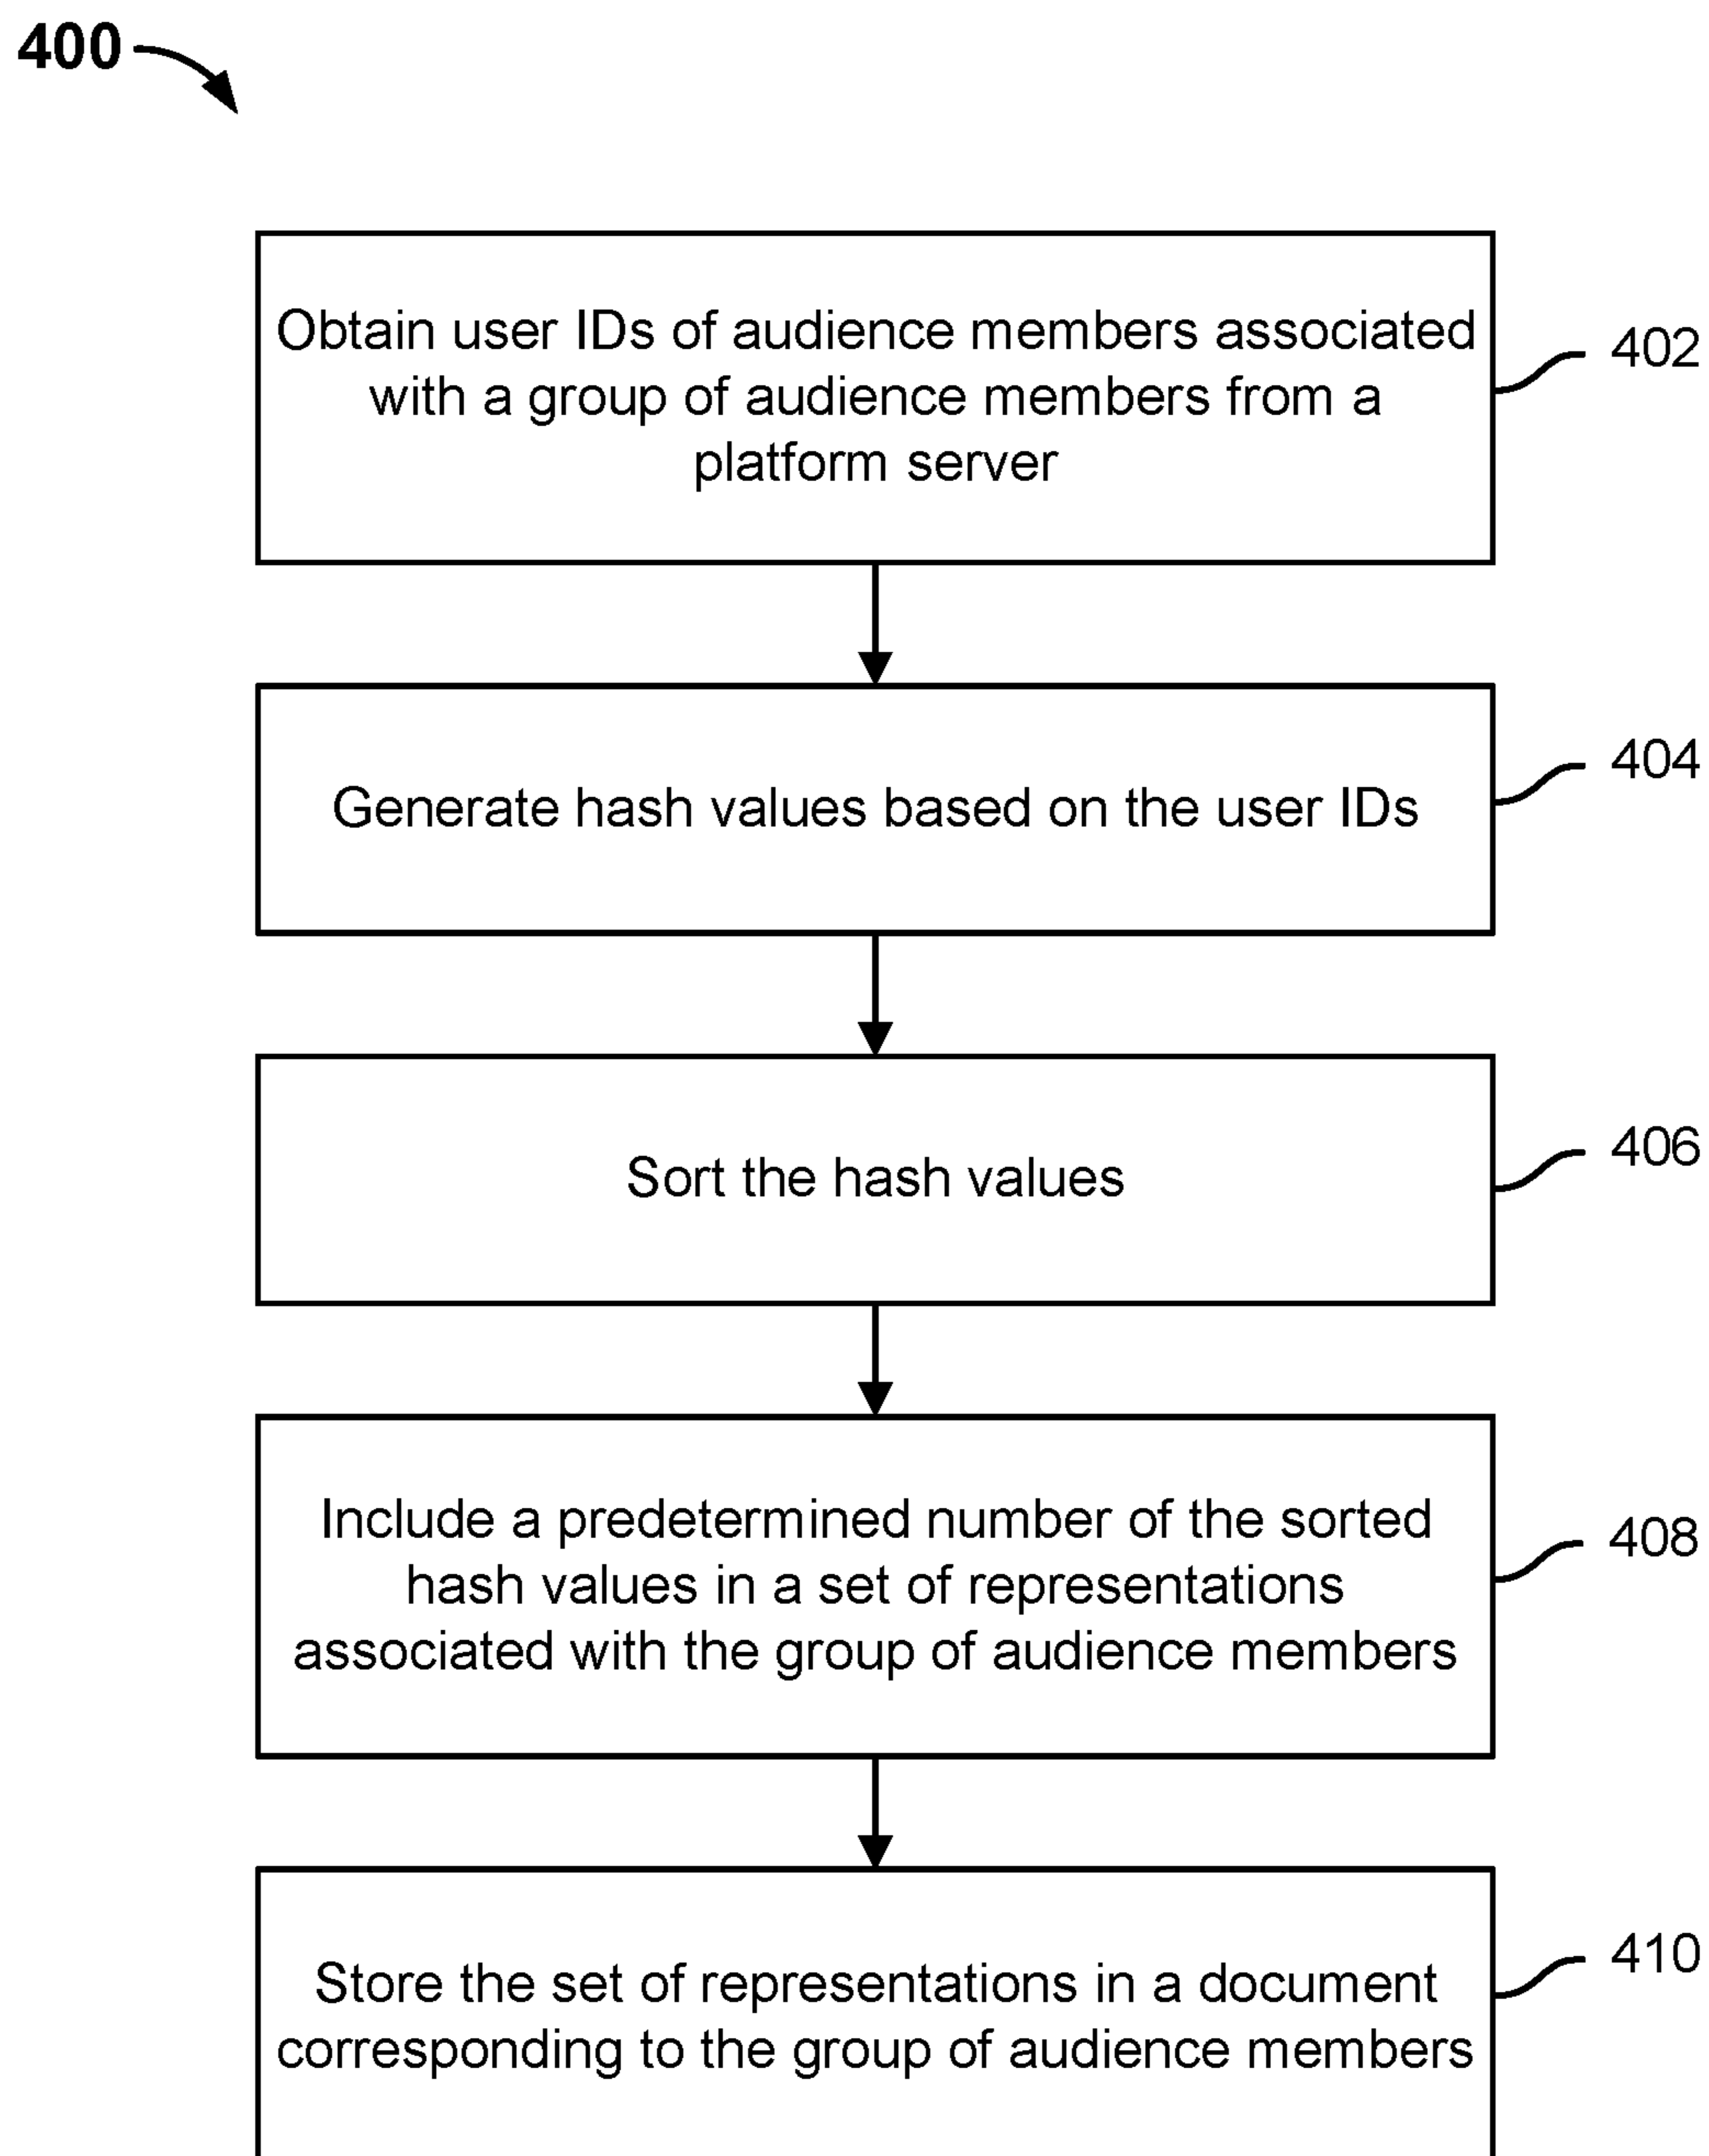 400
Obtain user IDs of audience members associated
with a group of audience members from a
platform server
402
Generate hash values based on the user IDs
404
Sort the hash values
406
Include a predetermined number of the sorted
hash values in a set of representations
associated with the group of audience members
408
Store the set of representations in a document
corresponding to the group of audience members
410